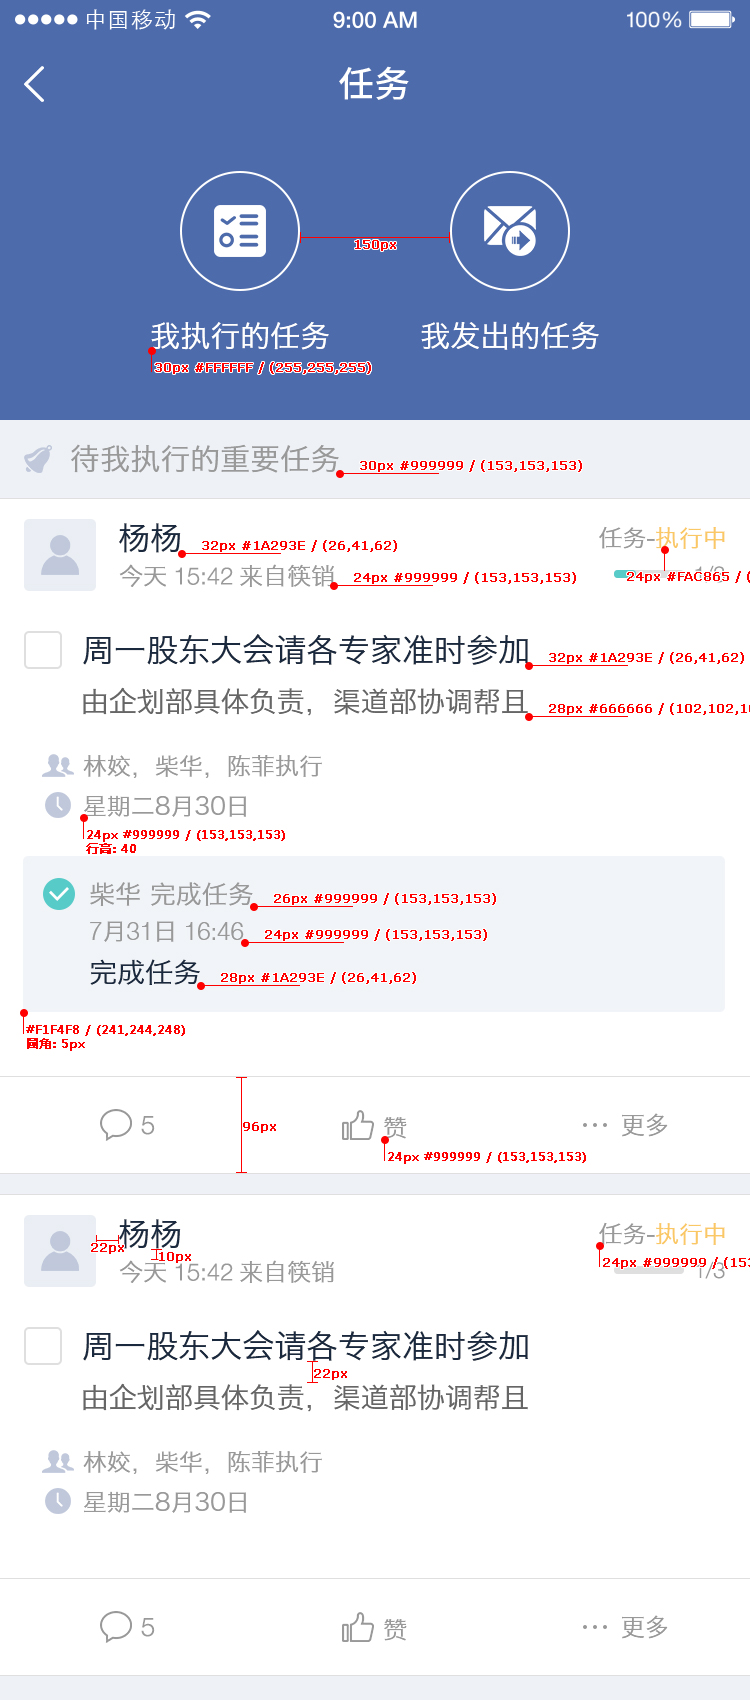 中国移动 9:00 AM 100%
任务
150px
我执行的任务 我发出的任务
30px #FFFFFF / (255,255,255)
待我执行的重要任务 30px #999999 / (153,153,153)
杨杨 32px #1A293E / (26,41,62) 任务-执行中
今天 15:42 来自筷销 24px #999999 / (153,153,153) 24px #FAC865 / (
周一股东大会请各专家准时参加 32px #1A293E / (26,41,62)
由企划部具体负责，渠道部协调帮且 28px #666666 / (102,102,10
林姣，柴华，陈菲执行
星期二8月30日
24px #999999 / (153,153,153)
行高: 40
柴华 完成任务 26px #999999 / (153,153,153)
7月31日 16:46 24px #999999 / (153,153,153)
完成任务 28px #1A293E / (26,41,62)
#F1F4F8 / (241,244,248)
圆角: 5px
96px
5 赞 ··· 更多
24px #999999 / (153,153,153)
杨杨 任务-执行中
22px 10px 24px #999999 / (153
今天 15:42 来自筷销 1/3
周一股东大会请各专家准时参加
22px
由企划部具体负责，渠道部协调帮且
林姣，柴华，陈菲执行
星期二8月30日
5 赞 ··· 更多